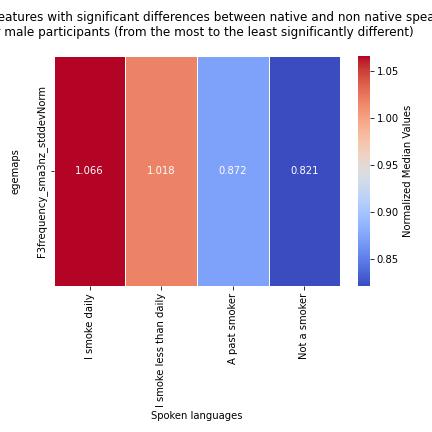 eatures with significant differences between native and non native spea
male participants (from the most to the least significantly different)
egemaps
F3frequency_sma3nz_stddevNorm
1.066 1.018 0.872 0.821
I smoke daily
I smoke less than daily
A past smoker
Not a smoker
Spoken languages
1.05
1.00
0.95
0.90
0.85
Normalized Median Values